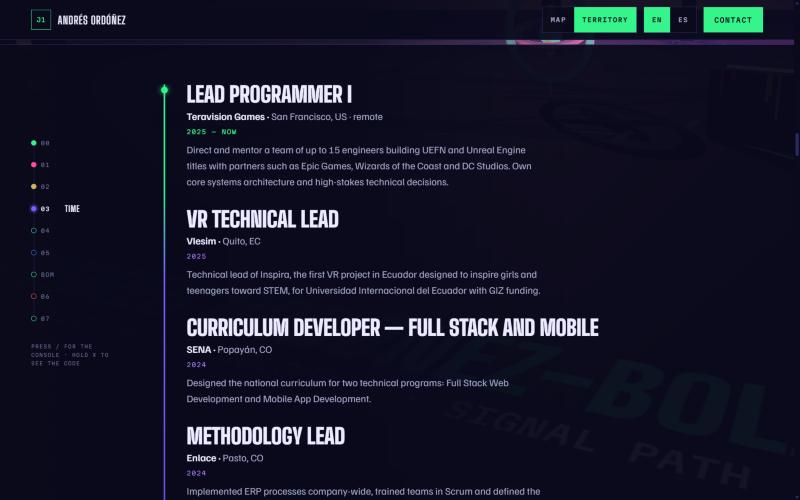 J1 ANDRÉS ORDÓÑEZ
MAP TERRITORY EN ES CONTACT
LEAD PROGRAMMER I
Teravision Games · San Francisco, US · remote
2025 — NOW
Direct and mentor a team of up to 15 engineers building UEFN and Unreal Engine
titles with partners such as Epic Games, Wizards of the Coast and DC Studios. Own
core systems architecture and high-stakes technical decisions.
00
01
02
03 TIME
04
05
BOM
06
07
PRESS / FOR THE
CONSOLE · HOLD X TO
SEE THE CODE
VR TECHNICAL LEAD
Vlesim · Quito, EC
2025
Technical lead of Inspira, the first VR project in Ecuador designed to inspire girls and
teenagers toward STEM, for Universidad Internacional del Ecuador with GIZ funding.
CURRICULUM DEVELOPER — FULL STACK AND MOBILE
SENA · Popayán, CO
2024
Designed the national curriculum for two technical programs: Full Stack Web
Development and Mobile App Development.
METHODOLOGY LEAD
Enlace · Pasto, CO
2024
Implemented ERP processes company-wide, trained teams in Scrum and defined the
SIGNAL PATH